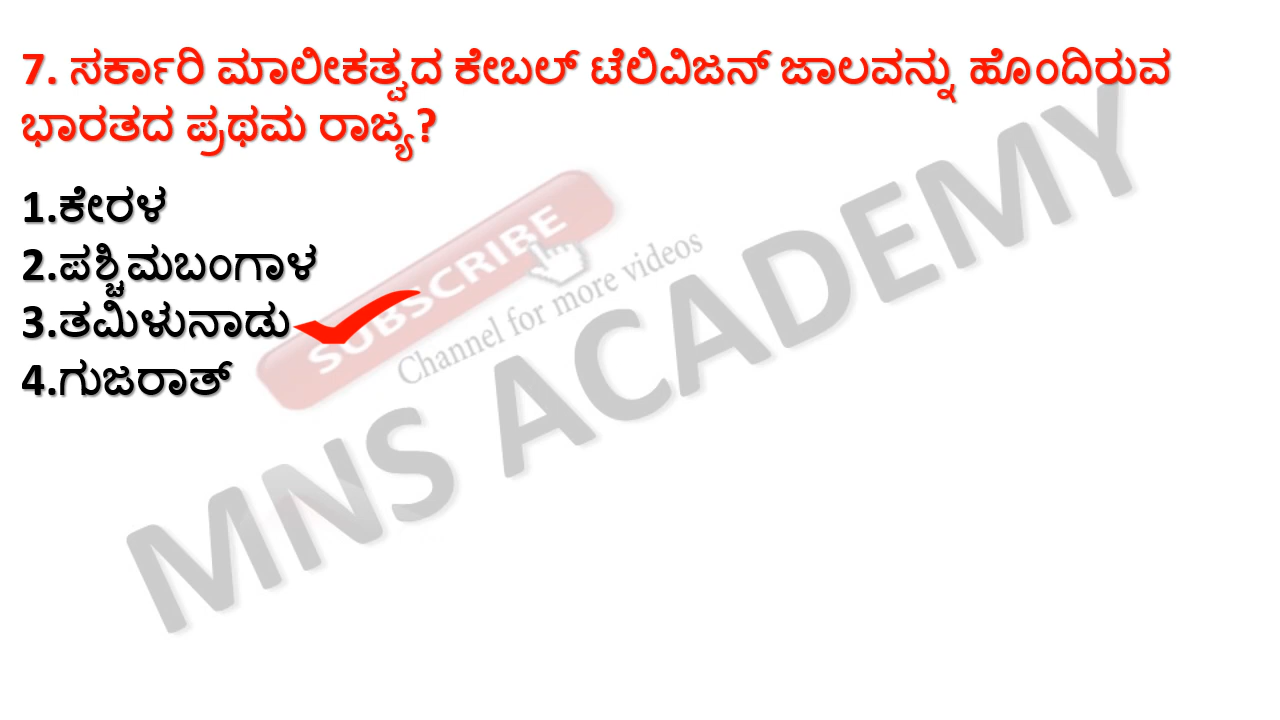 7. ಸರ್ಕಾರಿ ಮಾಲೀಕತ್ವದ ಕೇಬಲ್ ಟೆಲಿವಿಜನ್ ಜಾಲವನ್ನು ಹೊಂದಿರುವ
ಭಾರತದ ಪ್ರಥಮ ರಾಜ್ಯ?
1.ಕೇರಳ
2.ಪಶ್ಚಿಮಬಂಗಾಳ
3.ತಮಿಳುನಾಡು
4.ಗುಜರಾತ್
SUBSCRIBE
Channel for more videos
MNS ACADEMY